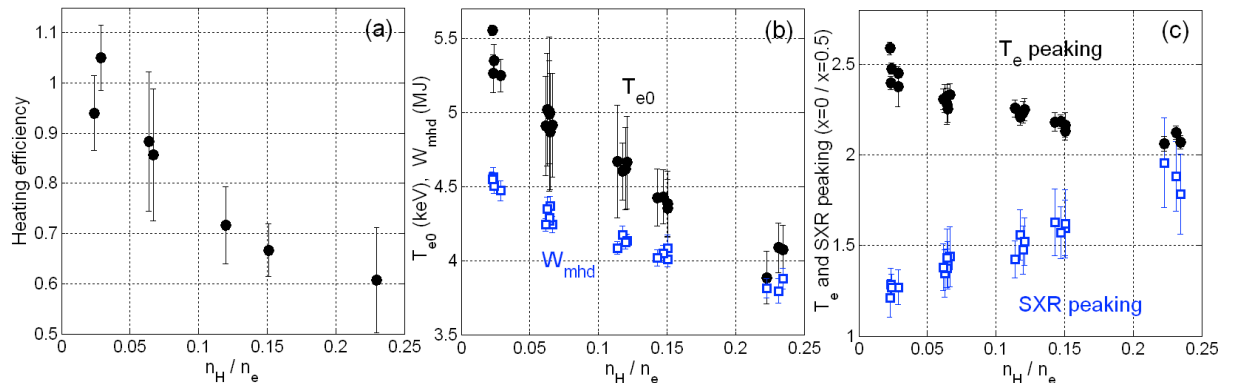 (a)
Heating efficiency
1.1
1
0.9
0.8
0.7
0.6
0.5
0
0.05
0.1
0.15
0.2
0.25
n_H / n_e
(b)
T_e0 (keV), W_mhd (MJ)
5.5
5
4.5
4
3.5
T_e0
W_mhd
0
0.05
0.1
0.15
0.2
0.25
n_H / n_e
(c)
T_e and SXR peaking (x=0 / x=0.5)
2.5
2
1.5
1
T_e peaking
SXR peaking
0
0.05
0.1
0.15
0.2
0.25
n_H / n_e